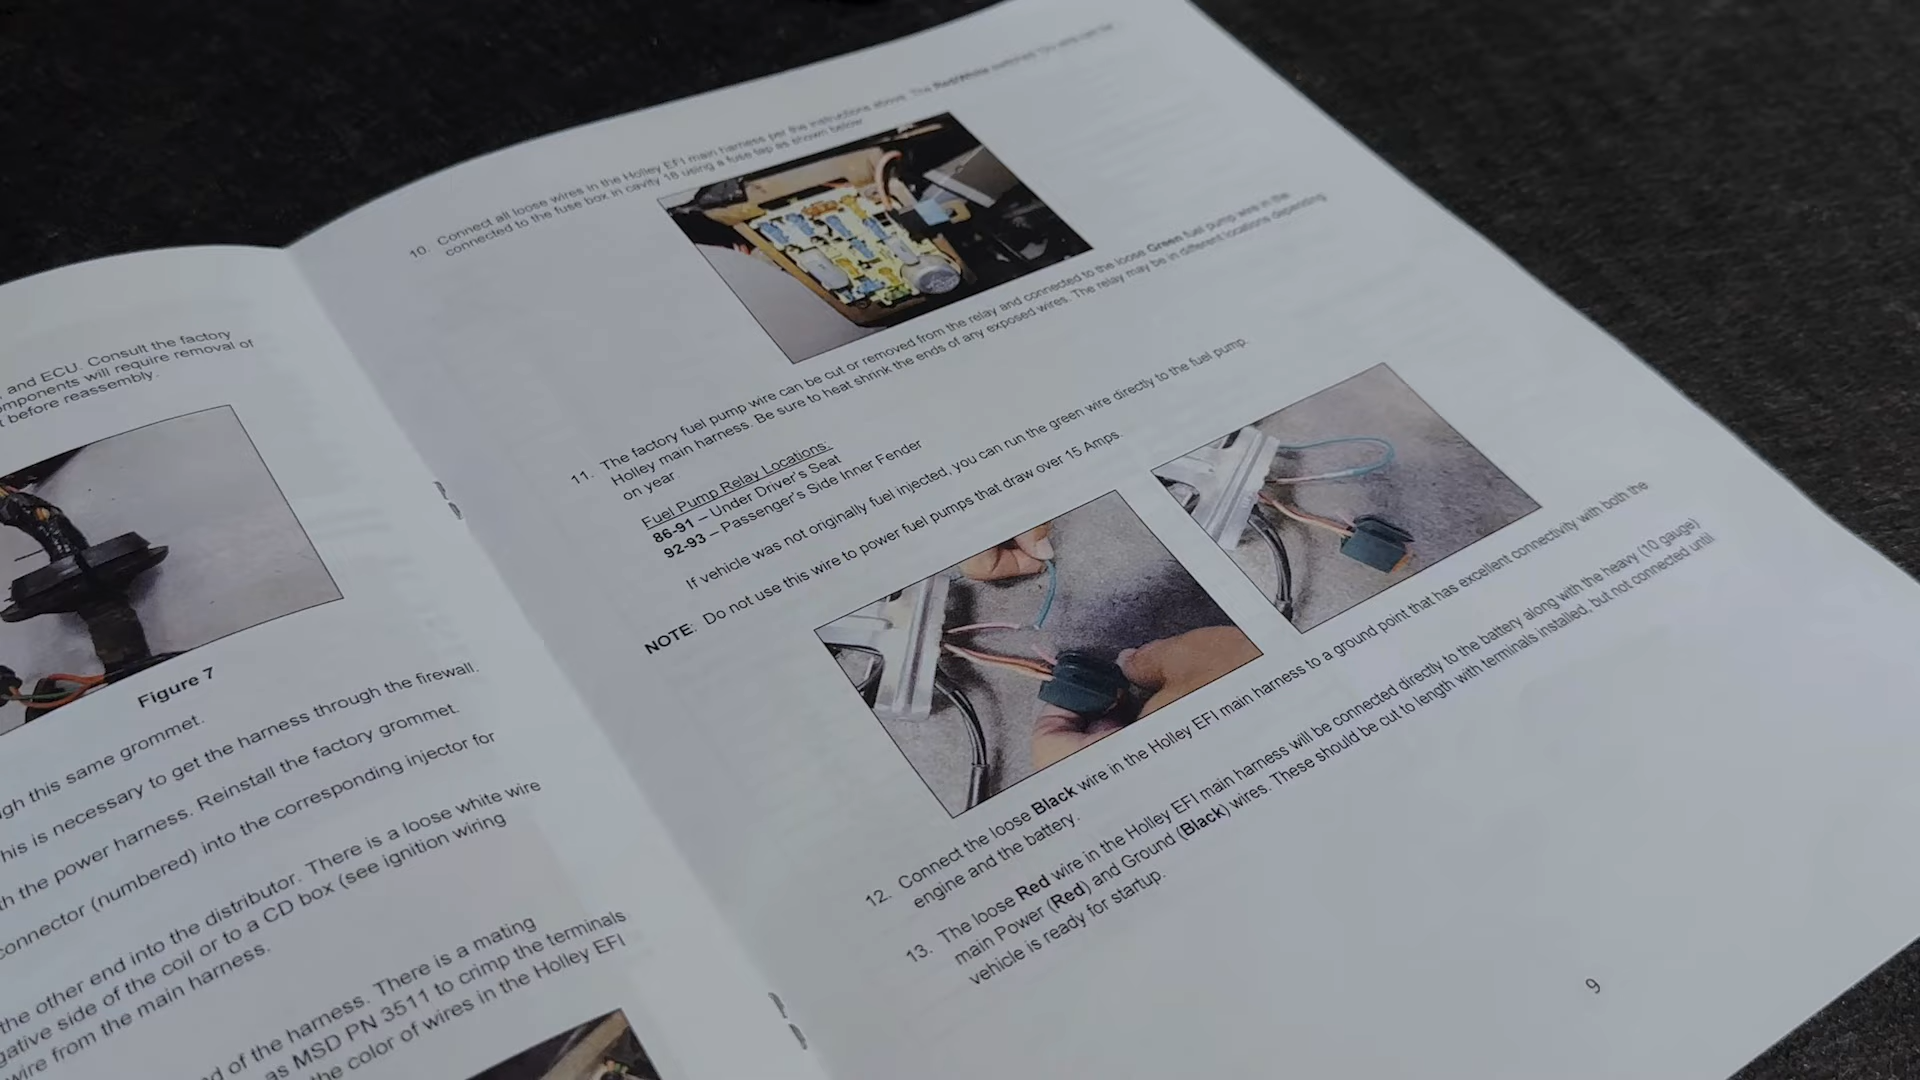 and ECU. Consult the factory
mponents will require removal of
t before reassembly.
Figure 7
gh this same grommet.
his is necessary to get the harness through the firewall.
th the power harness. Reinstall the factory grommet.
connector (numbered) into the corresponding injector for
the other end into the distributor. There is a loose white wire
gative side of the coil or to a CD box (see ignition wiring
wire from the main harness.
d of the harness. There is a mating
as MSD PN 3511 to crimp the terminals
the color of wires in the Holley EFI
10. Connect all loose wires in the Holley EFI main harness per the instructions above. The Red/White switched 12v wire can be
connected to the fuse box in cavity 18 using a fuse tap as shown below.
11. The factory fuel pump wire can be cut or removed from the relay and connected to the loose Green fuel pump wire in the
Holley main harness. Be sure to heat shrink the ends of any exposed wires. The relay may be in different locations depending
on year.
Fuel Pump Relay Locations:
86-91 – Under Driver's Seat
92-93 – Passenger's Side Inner Fender
If vehicle was not originally fuel injected, you can run the green wire directly to the fuel pump.
NOTE: Do not use this wire to power fuel pumps that draw over 15 Amps.
12. Connect the loose Black wire in the Holley EFI main harness to a ground point that has excellent connectivity with both the
engine and the battery.
13. The loose Red wire in the Holley EFI main harness will be connected directly to the battery along with the heavy (10 gauge)
main Power (Red) and Ground (Black) wires. These should be cut to length with terminals installed, but not connected until
vehicle is ready for startup.
9